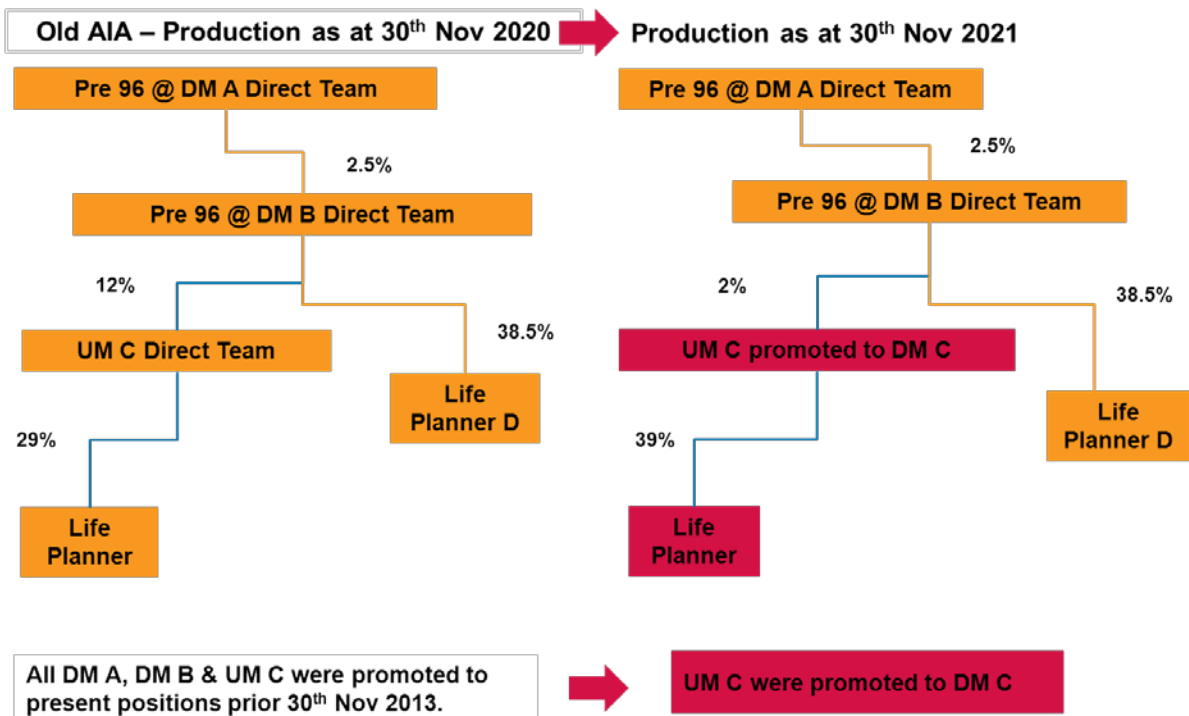 Old AIA – Production as at 30th Nov 2020
Production as at 30th Nov 2021
Pre 96 @ DM A Direct Team
2.5%
Pre 96 @ DM B Direct Team
12%
38.5%
UM C Direct Team
Life
Planner D
29%
Life
Planner
Pre 96 @ DM A Direct Team
2.5%
Pre 96 @ DM B Direct Team
2%
38.5%
UM C promoted to DM C
Life
Planner D
39%
Life
Planner
All DM A, DM B & UM C were promoted to
present positions prior 30th Nov 2013.
UM C were promoted to DM C